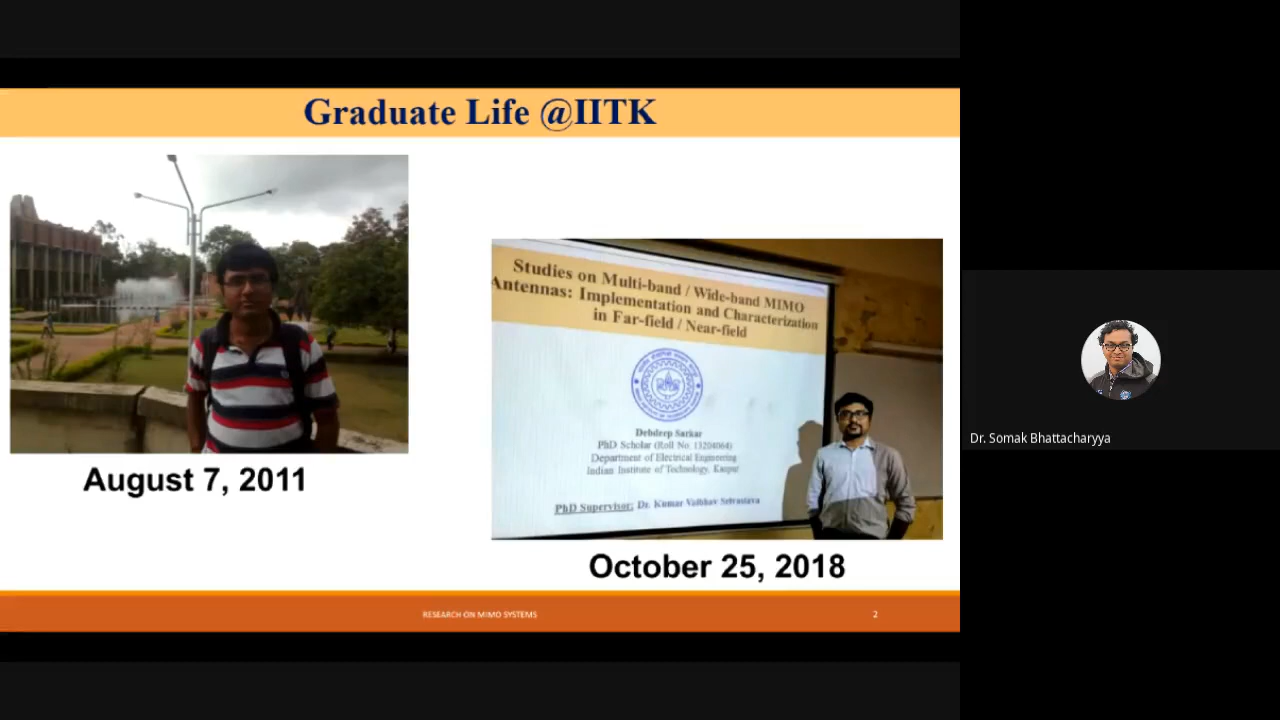 Graduate Life @IITK
August 7, 2011
Studies on Multi-band / Wide-band MIMO
Antennas: Implementation and Characterization
in Far-field / Near-field
Debdeep Sarkar
PhD Scholar (Roll No: 13204064)
Department of Electrical Engineering
Indian Institute of Technology, Kanpur
PhD Supervisor: Dr. Kumar Vaibhav Srivastava
October 25, 2018
RESEARCH ON MIMO SYSTEMS
2
Dr. Somak Bhattacharyya